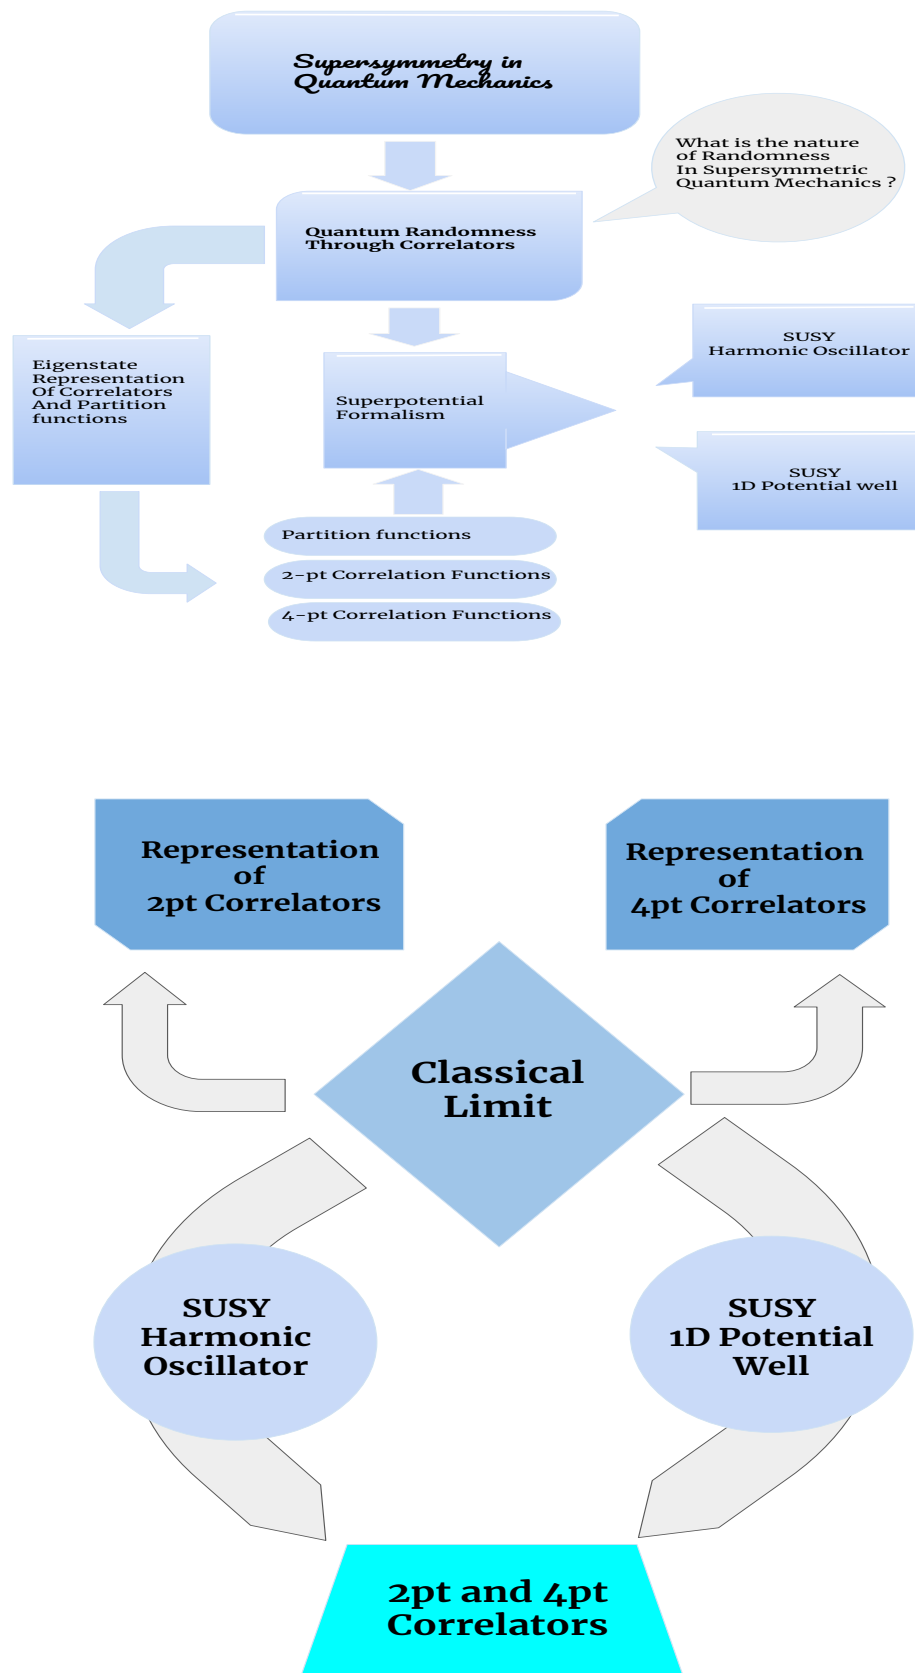 Supersymmetry in
Quantum Mechanics
What is the nature
of Randomness
In Supersymmetric
Quantum Mechanics ?
Quantum Randomness
Through Correlators
Eigenstate
Representation
Of Correlators
And Partition
functions
Superpotential
Formalism
SUSY
Harmonic Oscillator
SUSY
1D Potential well
Partition functions
2-pt Correlation Functions
4-pt Correlation Functions
Representation
of
2pt Correlators
Representation
of
4pt Correlators
Classical
Limit
SUSY
Harmonic
Oscillator
SUSY
1D Potential
Well
2pt and 4pt
Correlators